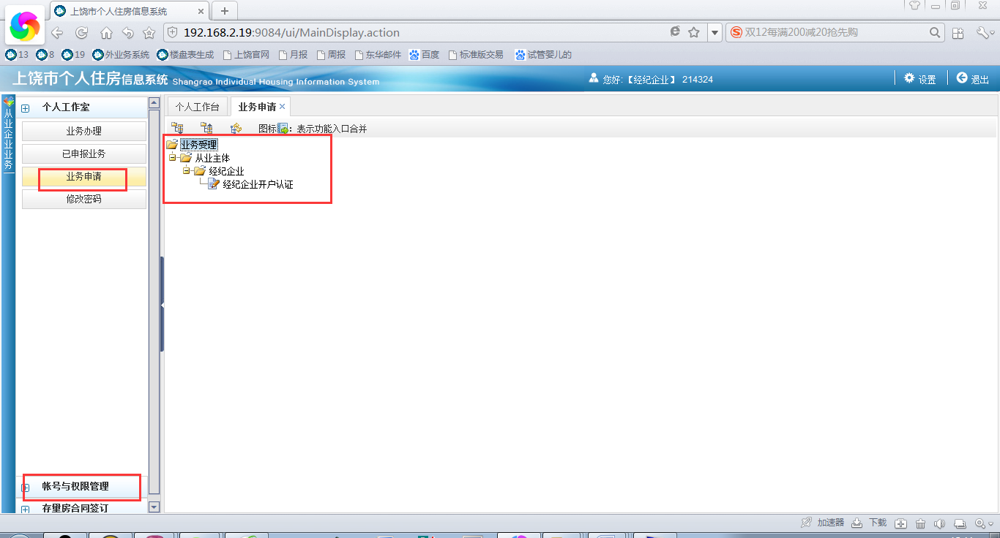 上饶市个人住房信息系统
192.168.2.19:9084/ui/MainDisplay.action
双12每满200减20抢先购
13 8 19 外业务系统 楼盘表生成 上饶官网 月报 周报 东华邮件 百度 标准版交易 试管婴儿的
上饶市个人住房信息系统 Shangrao Individual Housing Information System
您好:【经纪企业】 214324
设置
退出
从业企业业务
个人工作室
业务办理
已申报业务
业务申请
修改密码
帐号与权限管理
存量房合同签订
个人工作台
业务申请
图标：表示功能入口合并
业务受理
从业主体
经纪企业
经纪企业开户认证
加速器 下载